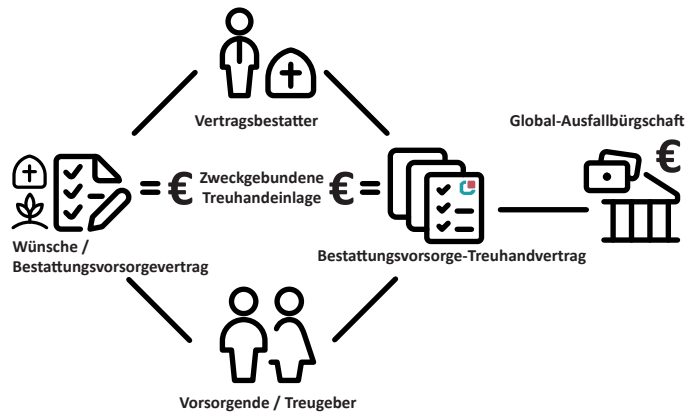 Vertragsbestatter
Global-Ausfallbürgschaft
€
= € Zweckgebundene € =
Treuhandeinlage
Wünsche /
Bestattungsvorsorgevertrag
Bestattungsvorsorge-Treuhandvertrag
Vorsorgende / Treugeber